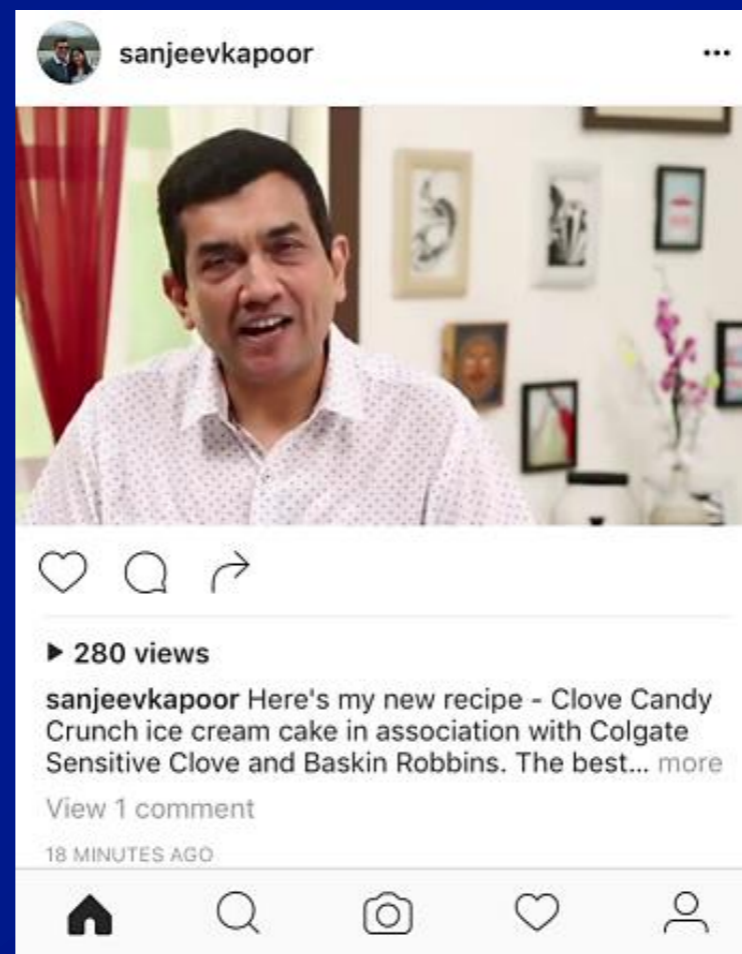 sanjeevkapoor
280 views
sanjeevkapoor Here's my new recipe - Clove Candy
Crunch ice cream cake in association with Colgate
Sensitive Clove and Baskin Robbins. The best... more
View 1 comment
18 MINUTES AGO